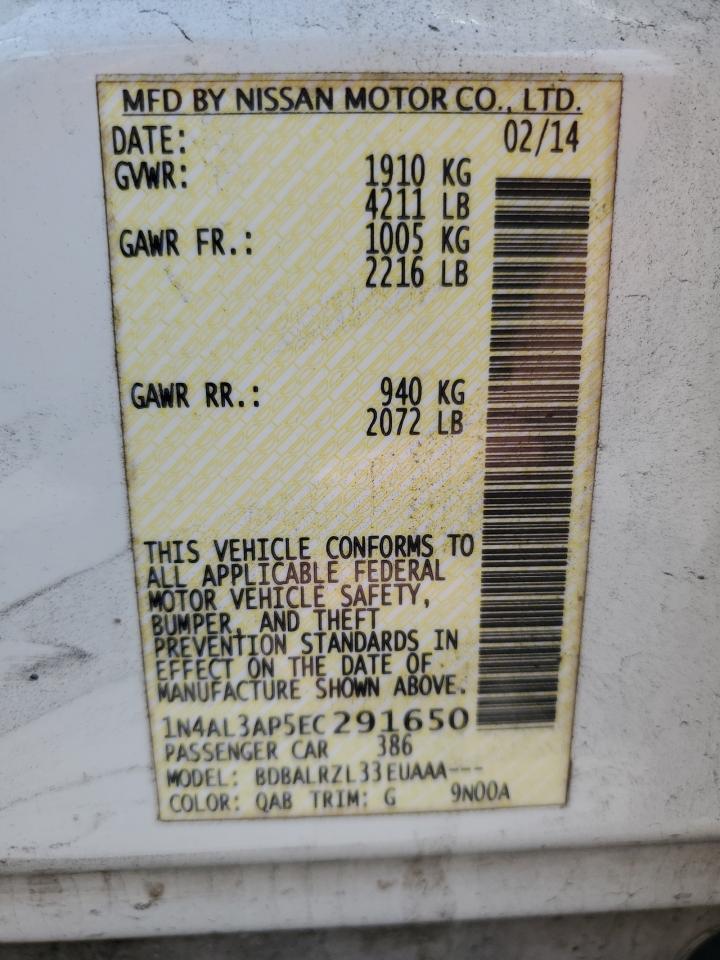 MFD BY NISSAN MOTOR CO., LTD.
DATE: 02/14
GVWR: 1910 KG
4211 LB
GAWR FR.: 1005 KG
2216 LB
GAWR RR.: 940 KG
2072 LB
THIS VEHICLE CONFORMS TO
ALL APPLICABLE FEDERAL
MOTOR VEHICLE SAFETY,
BUMPER, AND THEFT
PREVENTION STANDARDS IN
EFFECT ON THE DATE OF
MANUFACTURE SHOWN ABOVE.
1N4AL3AP5EC291650
PASSENGER CAR 386
MODEL: BDBALRZL33EUAAA---
COLOR: QAB TRIM: G 9N00A